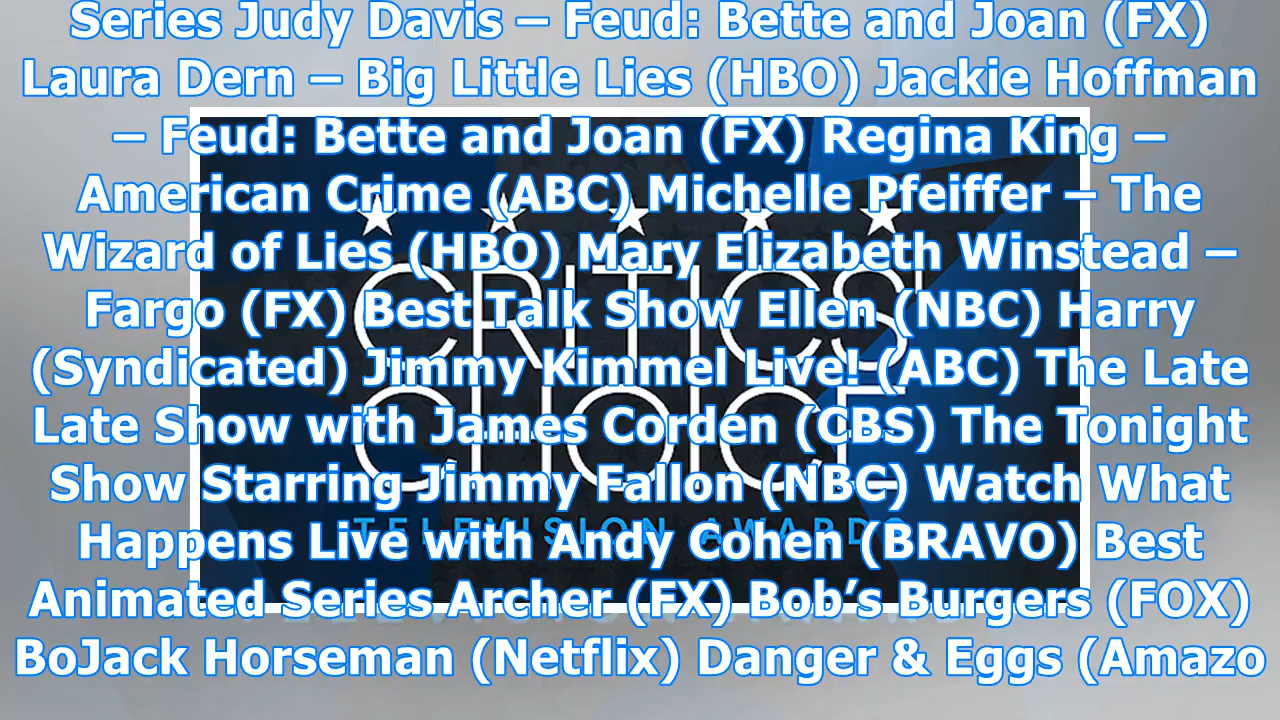 Series Judy Davis – Feud: Bette and Joan (FX)
Laura Dern – Big Little Lies (HBO) Jackie Hoffman
– Feud: Bette and Joan (FX) Regina King –
American Crime (ABC) Michelle Pfeiffer – The
Wizard of Lies (HBO) Mary Elizabeth Winstead –
Fargo (FX) Best Talk Show Ellen (NBC) Harry
(Syndicated) Jimmy Kimmel Live! (ABC) The Late
Late Show with James Corden (CBS) The Tonight
Show Starring Jimmy Fallon (NBC) Watch What
Happens Live with Andy Cohen (BRAVO) Best
Animated Series Archer (FX) Bob’s Burgers (FOX)
BoJack Horseman (Netflix) Danger & Eggs (Amazo
CRITICS'
CHOICE
TELEVISION AWARDS